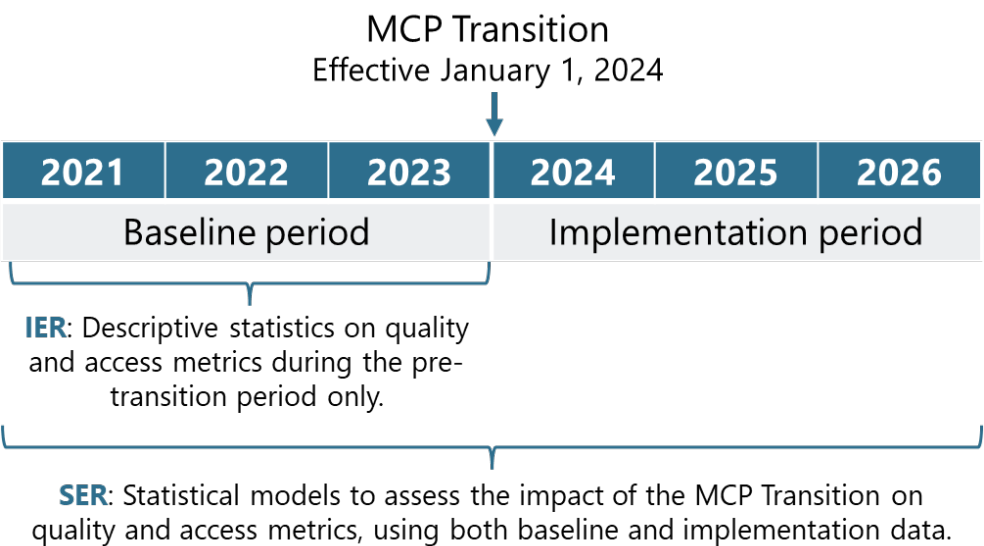 MCP Transition
Effective January 1, 2024
2021 2022 2023 2024 2025 2026
Baseline period Implementation period
IER: Descriptive statistics on quality
and access metrics during the pre-
transition period only.
SER: Statistical models to assess the impact of the MCP Transition on
quality and access metrics, using both baseline and implementation data.